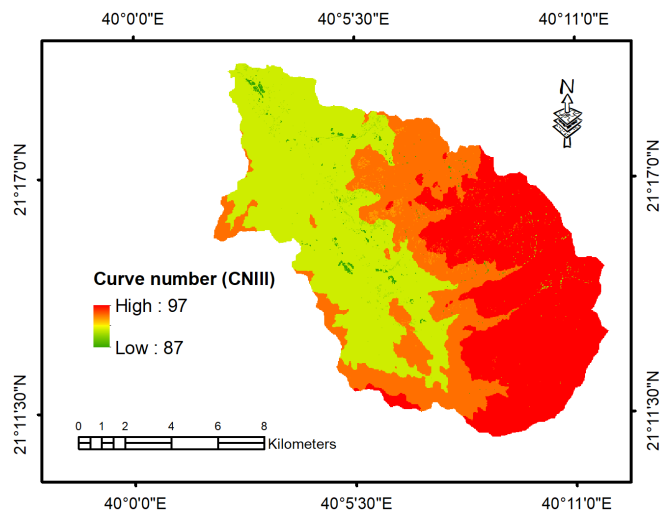 40°0'0"E 40°5'30"E 40°11'0"E
N
21°17'0"N 21°17'0"N
Curve number (CNIII)
High : 97
Low : 87
21°11'30"N 21°11'30"N
0 1 2 4 6 8
Kilometers
40°0'0"E 40°5'30"E 40°11'0"E